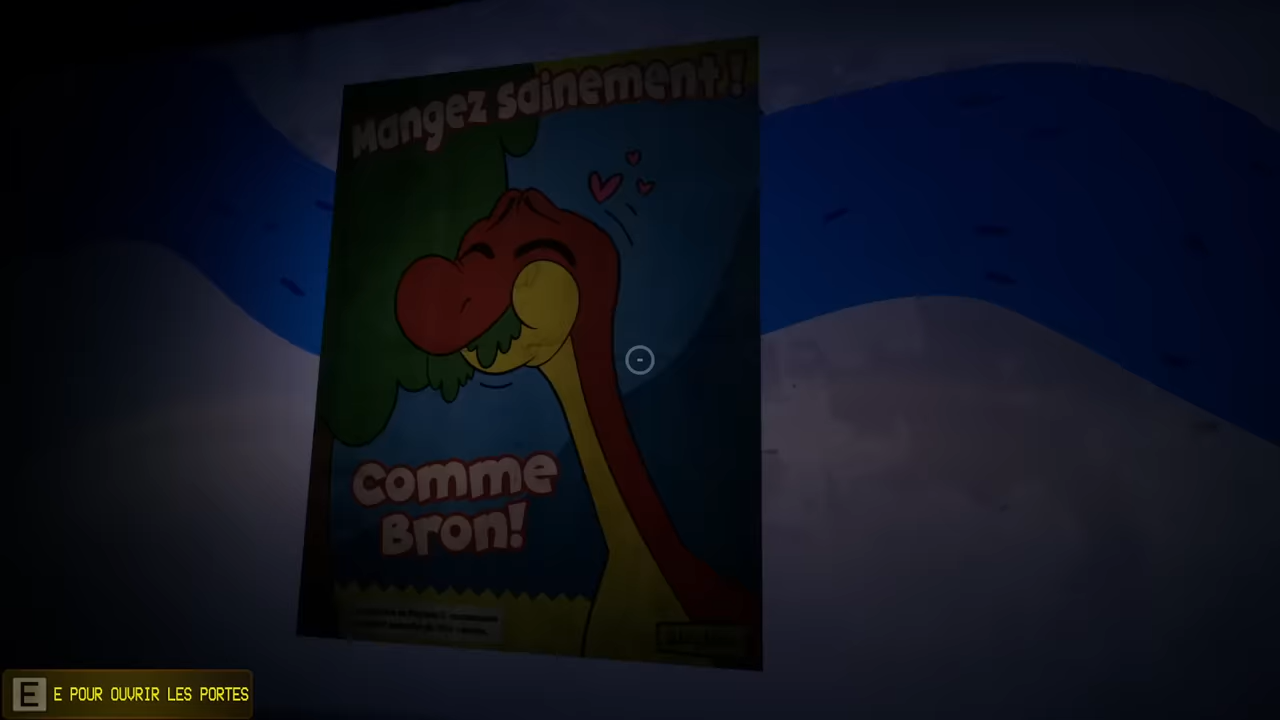 Mangez sainement !
Comme
Bron!
E
E POUR OUVRIR LES PORTES